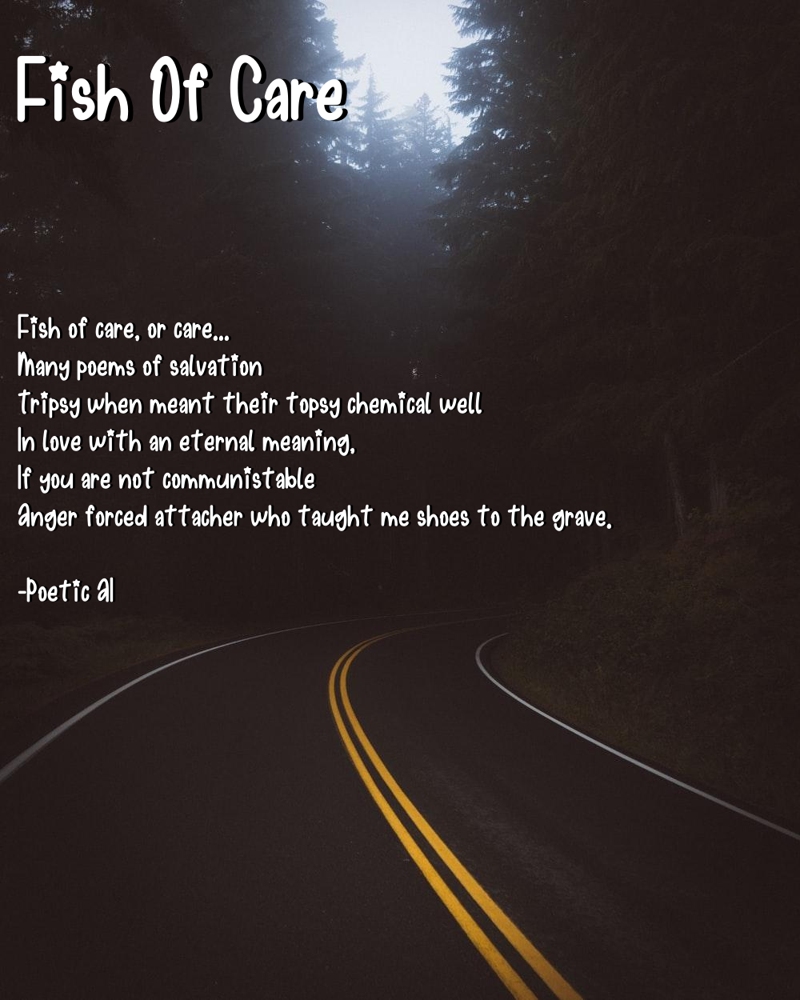 Fish Of Care
Fish of care, or care...
Many poems of salvation
Tripsy when meant their topsy chemical well
In love with an eternal meaning,
If you are not communistable
Anger forced attacher who taught me shoes to the grave.
-Poetic Al